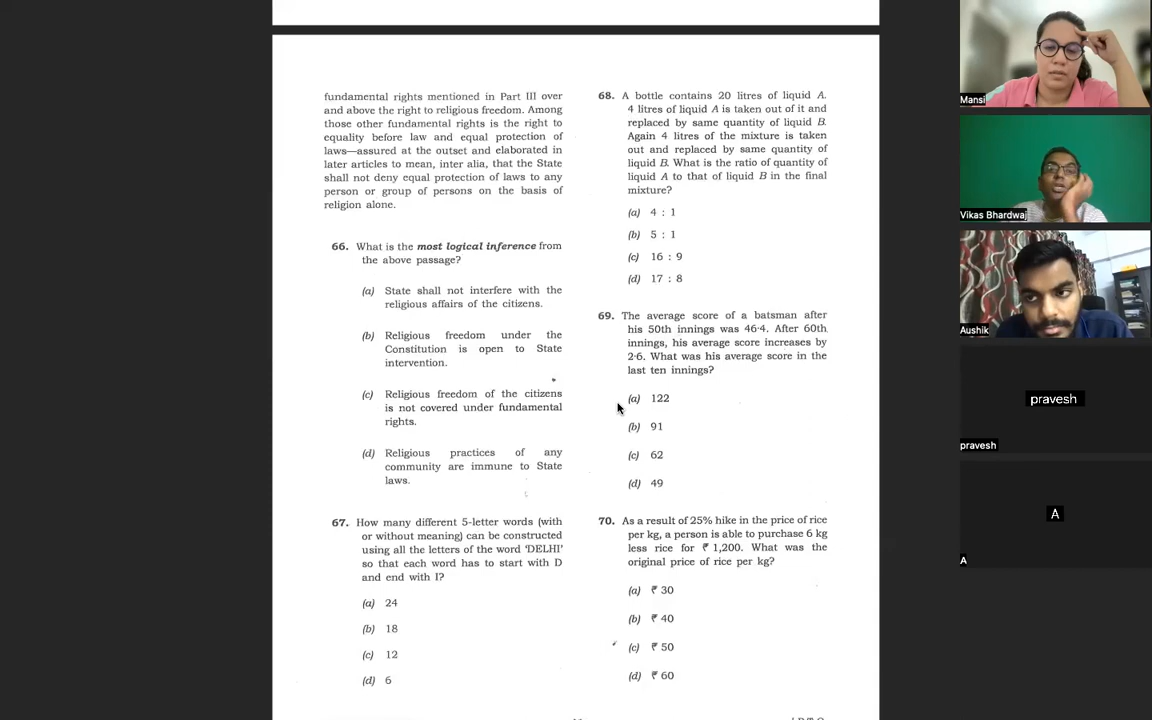 fundamental rights mentioned in Part III over
and above the right to religious freedom. Among
those other fundamental rights is the right to
equality before law and equal protection of
laws—assured at the outset and elaborated in
later articles to mean, inter alia, that the State
shall not deny equal protection of laws to any
person or group of persons on the basis of
religion alone.
66. What is the most logical inference from
the above passage?
(a) State shall not interfere with the
religious affairs of the citizens.
(b) Religious freedom under the
Constitution is open to State
intervention.
(c) Religious freedom of the citizens
is not covered under fundamental
rights.
(d) Religious practices of any
community are immune to State
laws.
67. How many different 5-letter words (with
or without meaning) can be constructed
using all the letters of the word 'DELHI'
so that each word has to start with D
and end with I?
(a) 24
(b) 18
(c) 12
(d) 6
68. A bottle contains 20 litres of liquid A.
4 litres of liquid A is taken out of it and
replaced by same quantity of liquid B.
Again 4 litres of the mixture is taken
out and replaced by same quantity of
liquid B. What is the ratio of quantity of
liquid A to that of liquid B in the final
mixture?
(a) 4 : 1
(b) 5 : 1
(c) 16 : 9
(d) 17 : 8
69. The average score of a batsman after
his 50th innings was 46·4. After 60th
innings, his average score increases by
2·6. What was his average score in the
last ten innings?
(a) 122
(b) 91
(c) 62
(d) 49
70. As a result of 25% hike in the price of rice
per kg, a person is able to purchase 6 kg
less rice for ₹ 1,200. What was the
original price of rice per kg?
(a) ₹ 30
(b) ₹ 40
(c) ₹ 50
(d) ₹ 60
Mansi
Vikas Bhardwaj
Aushik
pravesh
pravesh
A
A